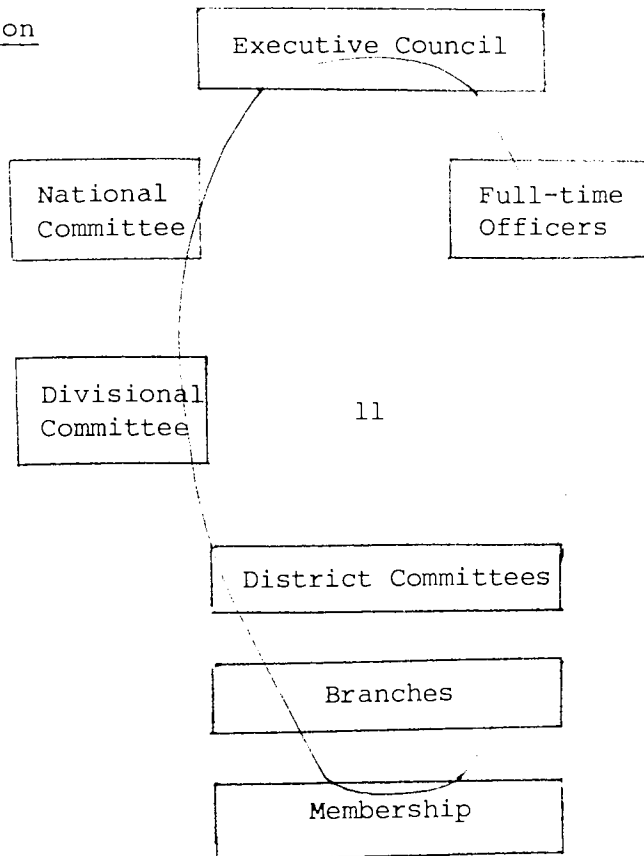 on
Executive Council
National
Committee
Full-time
Officers
Divisional
Committee
11
District Committees
Branches
Membership